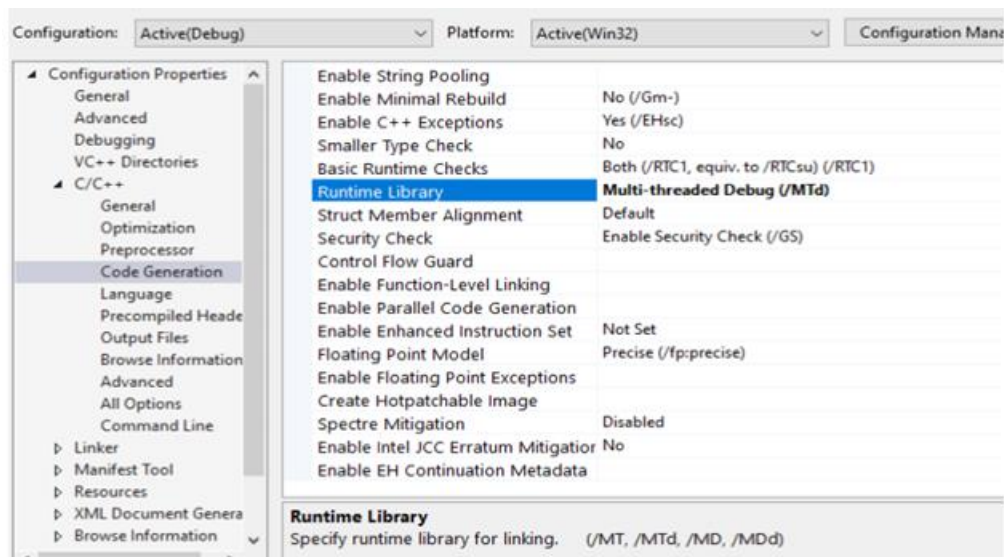 Configuration: Active(Debug) Platform: Active(Win32) Configuration Mana
Configuration Properties
General
Advanced
Debugging
VC++ Directories
C/C++
General
Optimization
Preprocessor
Code Generation
Language
Precompiled Heade
Output Files
Browse Information
Advanced
All Options
Command Line
Linker
Manifest Tool
Resources
XML Document Genera
Browse Information
Enable String Pooling
Enable Minimal Rebuild No (/Gm-)
Enable C++ Exceptions Yes (/EHsc)
Smaller Type Check No
Basic Runtime Checks Both (/RTC1, equiv. to /RTCsu) (/RTC1)
Runtime Library Multi-threaded Debug (/MTd)
Struct Member Alignment Default
Security Check Enable Security Check (/GS)
Control Flow Guard
Enable Function-Level Linking
Enable Parallel Code Generation
Enable Enhanced Instruction Set Not Set
Floating Point Model Precise (/fp:precise)
Enable Floating Point Exceptions
Create Hotpatchable Image
Spectre Mitigation Disabled
Enable Intel JCC Erratum Mitigation No
Enable EH Continuation Metadata
Runtime Library
Specify runtime library for linking. (/MT, /MTd, /MD, /MDd)